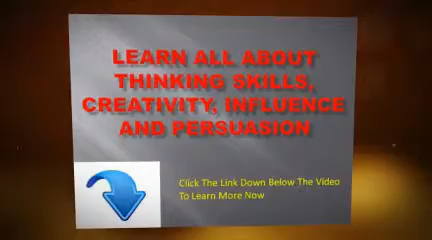 LEARN ALL ABOUT
THINKING SKILLS,
CREATIVITY, INFLUENCE
AND PERSUASION
Click The Link Down Below The Video
To Learn More Now